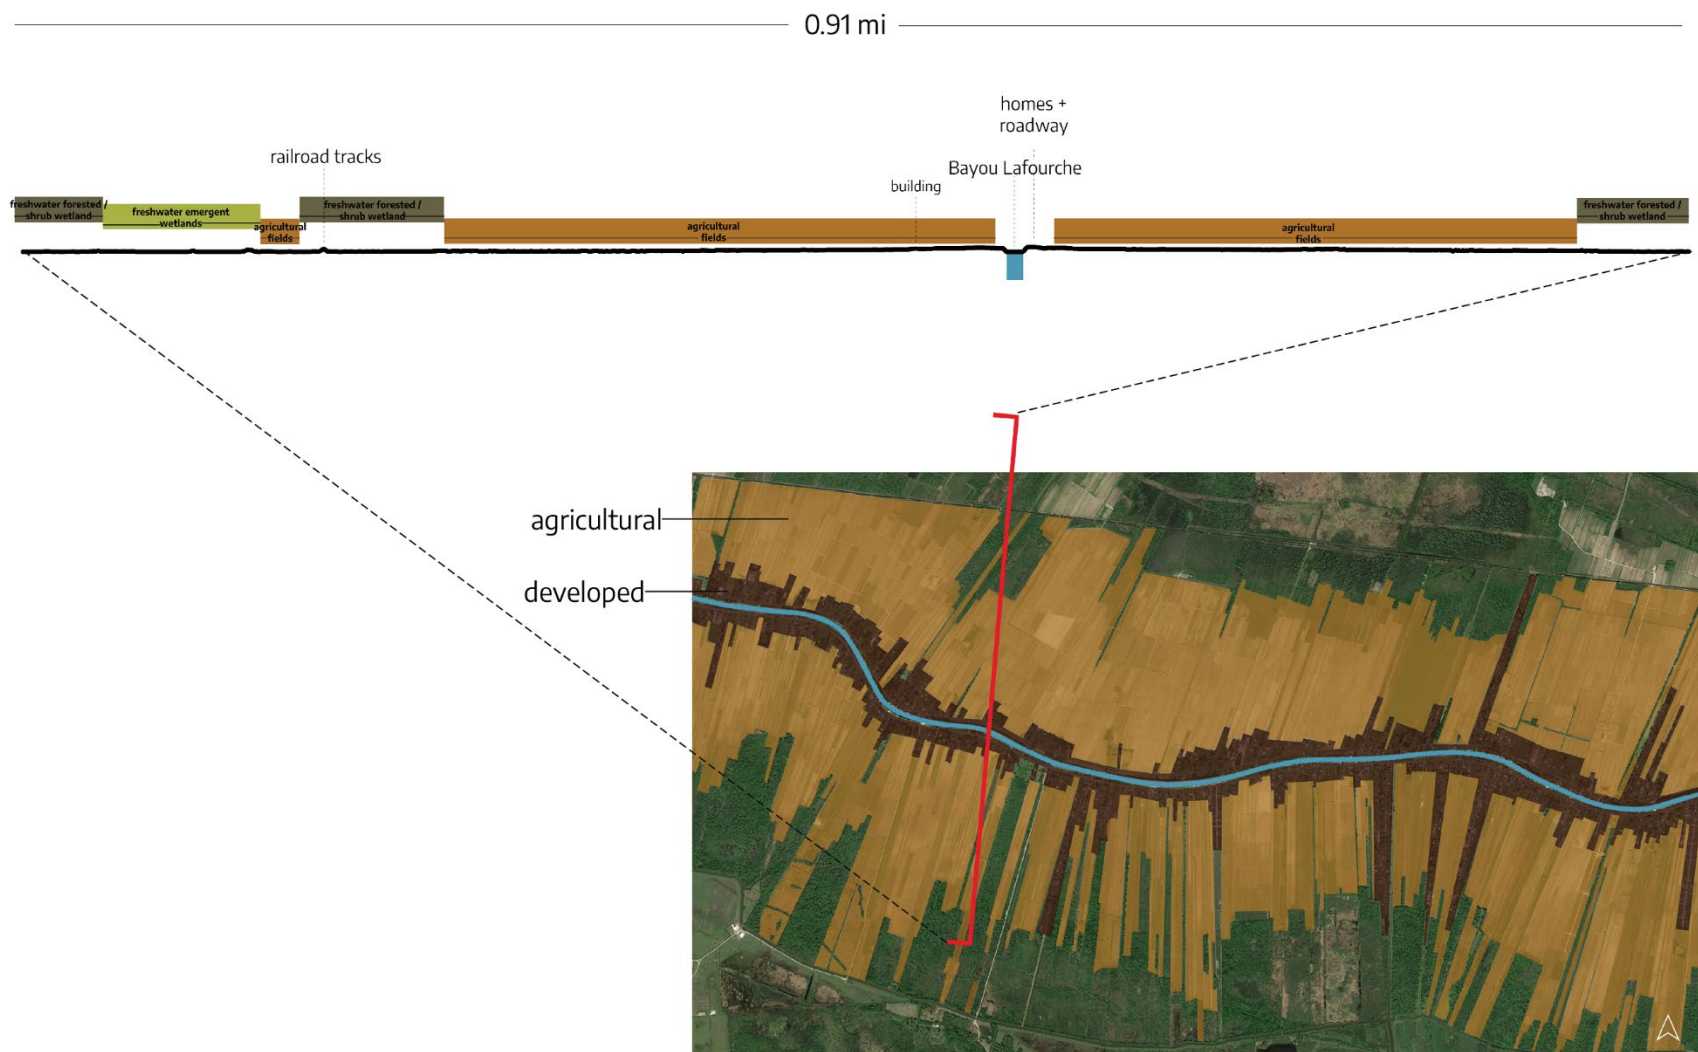 0.91 mi
homes +
roadway
railroad tracks
Bayou Lafourche
building
freshwater forested /
shrub wetland
freshwater emergent
wetlands
agricultural
fields
freshwater forested /
shrub wetland
agricultural
fields
agricultural
fields
freshwater forested /
shrub wetland
agricultural
developed